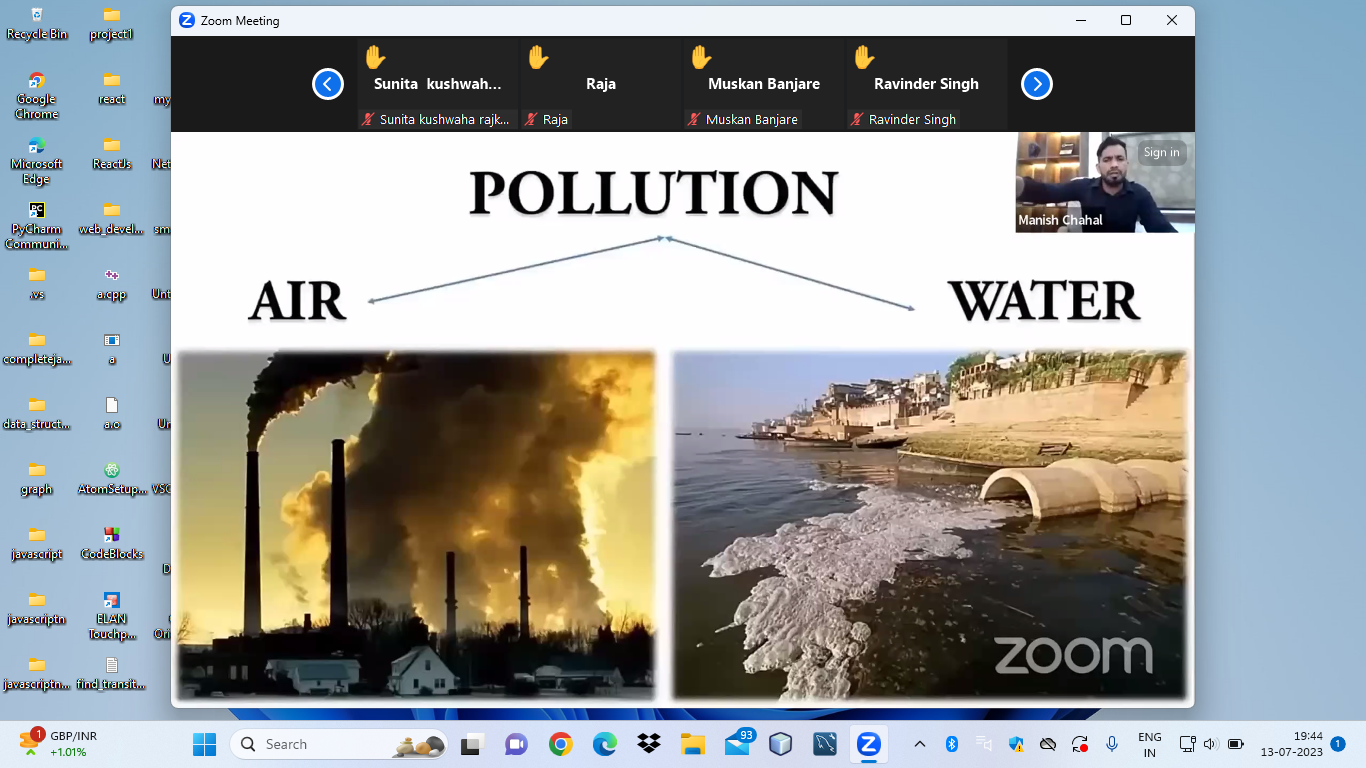 Zoom Meeting
Recycle Bin
project1
Google
Chrome
react
my
Microsoft
Edge
ReactJs
Net
PyCharm
Communi...
web_devel...
sm
.vs
a.cpp
Unt
completeja...
a
U
data_struct...
a.o
Un
graph
AtomSetup...
VSC
javascript
CodeBlocks
D
javascriptn
ELAN
Touchp...
Ori
javascriptn...
find_transit...
U
Sunita kushwah...
Raja
Muskan Banjare
Ravinder Singh
Sunita kushwaha rajk...
Raja
Muskan Banjare
Ravinder Singh
Sign in
Manish Chahal
POLLUTION
AIR
WATER
zoom
1
GBP/INR
+1.01%
Search
93
ENG
IN
19:44
13-07-2023
1